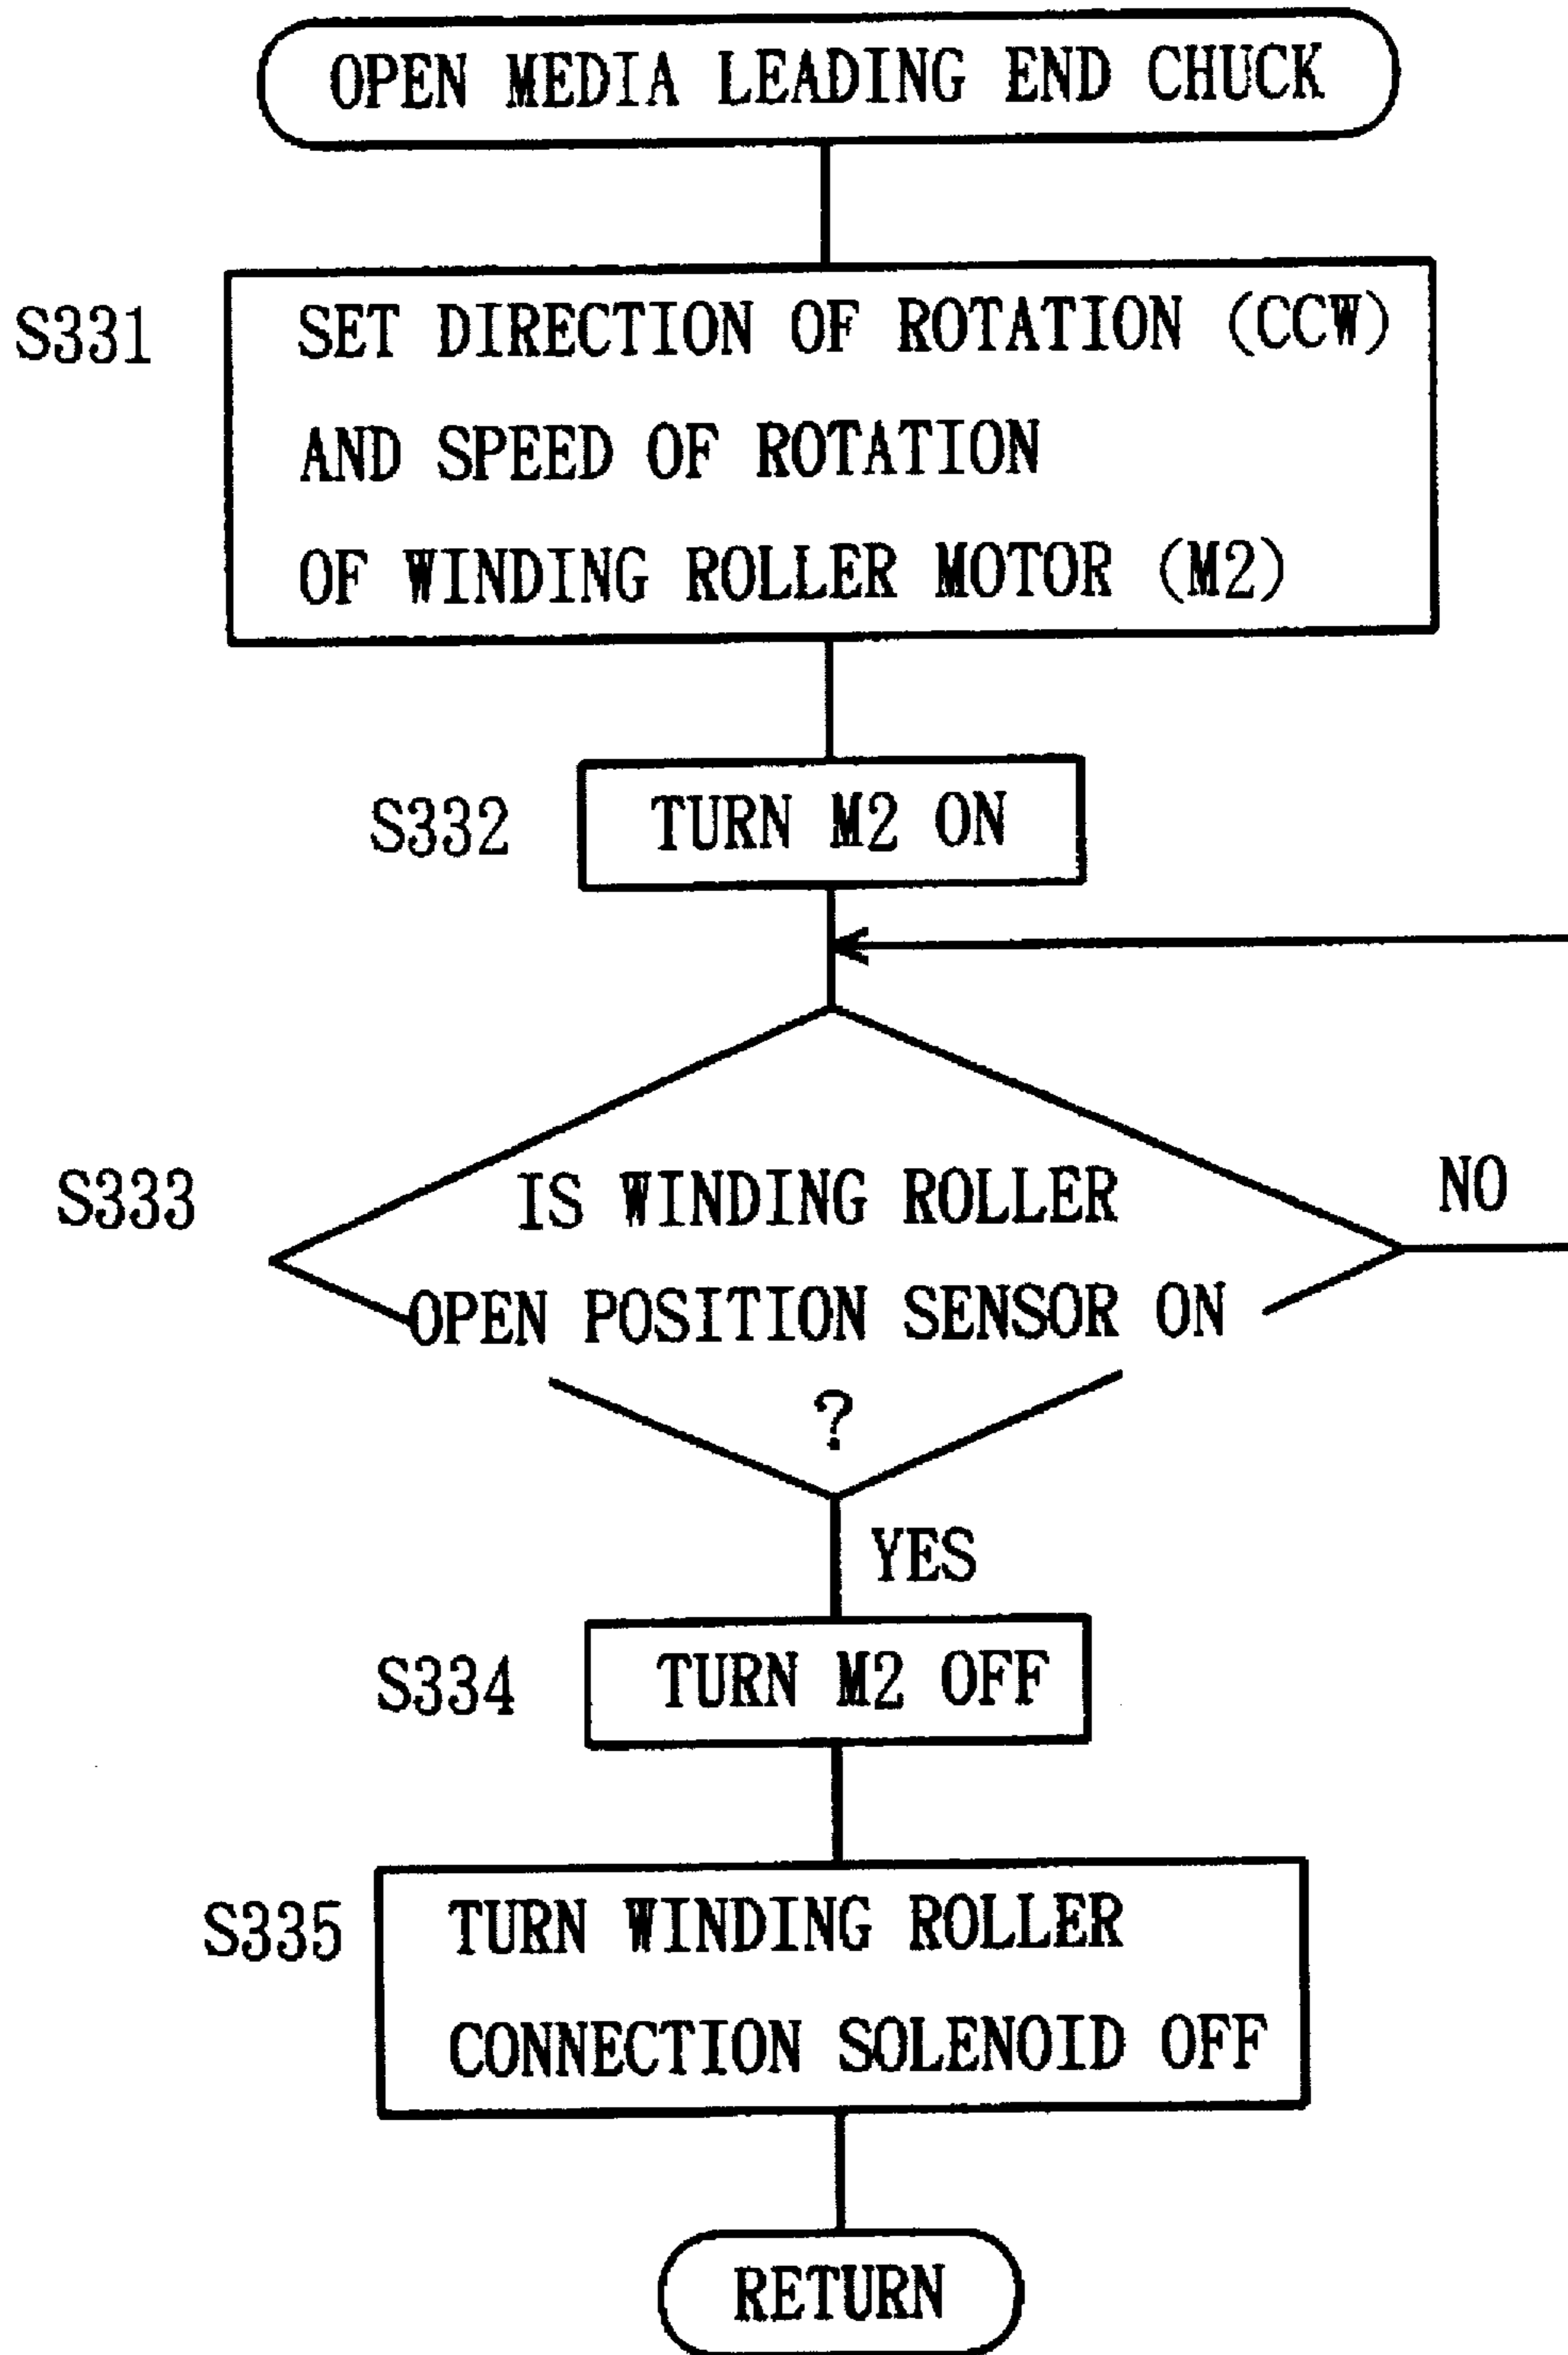 OPEN MEDIA LEADING END CHUCK
S331
SET DIRECTION OF ROTATION (CCW)
AND SPEED OF ROTATION
OF WINDING ROLLER MOTOR (M2)
S332
TURN M2 ON
S333
IS WINDING ROLLER
NO
OPEN POSITION SENSOR ON
?
YES
S334
TURN M2 OFF
S335
TURN WINDING ROLLER
CONNECTION SOLENOID OFF
RETURN